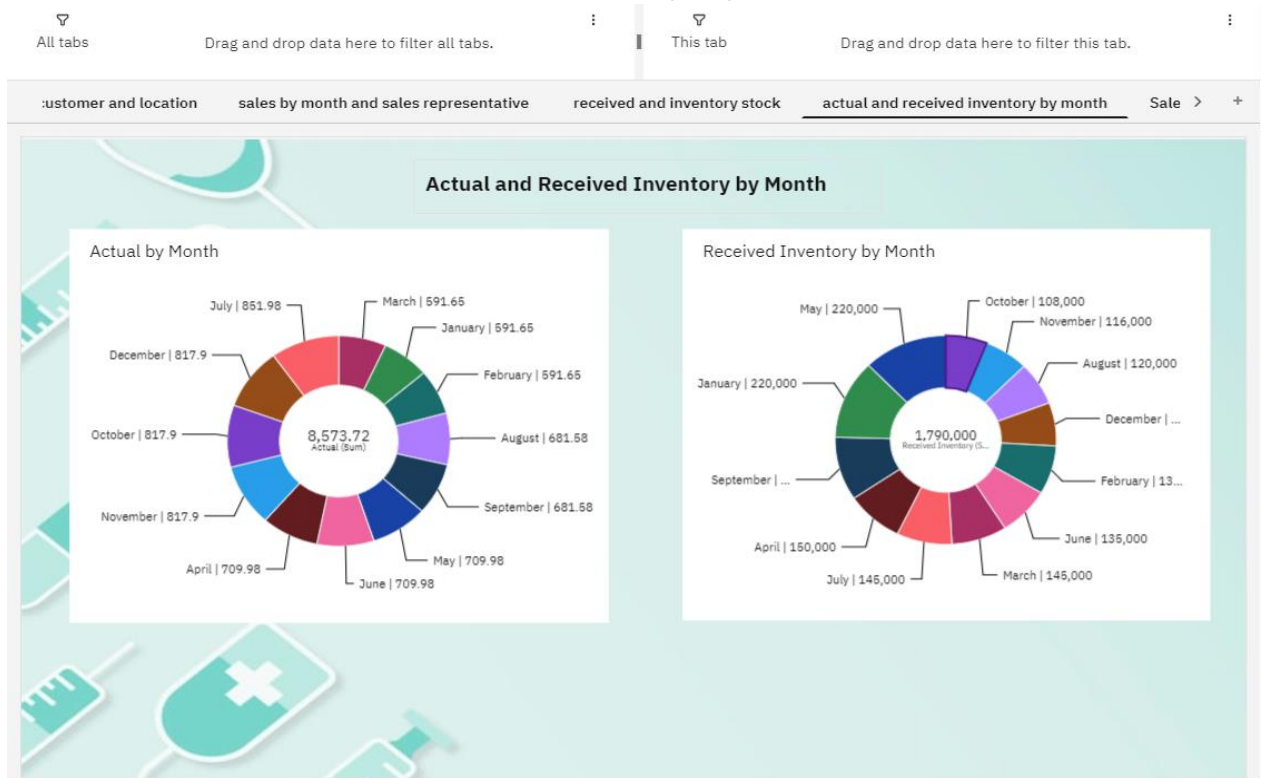 All tabs
Drag and drop data here to filter all tabs.
This tab
Drag and drop data here to filter this tab.
:ustomer and location
sales by month and sales representative
received and inventory stock
actual and received inventory by month
Sale
Actual and Received Inventory by Month
Actual by Month
July | 851.98
March | 591.65
January | 591.65
December | 817.9
February | 591.65
October | 817.9
8,573.72
Actual (Sum)
August | 681.58
November | 817.9
September | 681.58
April | 709.98
May | 709.98
June | 709.98
Received Inventory by Month
May | 220,000
October | 108,000
November | 116,000
August | 120,000
January | 220,000
December | ...
1,790,000
Received Inventory (S...
September | ...
February | 13...
April | 150,000
June | 135,000
July | 145,000
March | 145,000